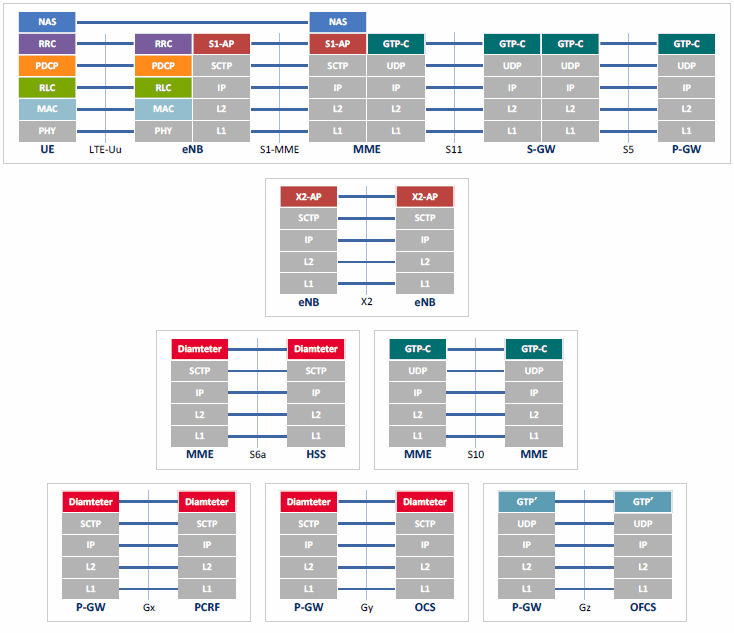 NAS NAS
RRC RRC S1-AP S1-AP GTP-C GTP-C GTP-C GTP-C
PDCP PDCP SCTP SCTP UDP UDP UDP UDP
RLC RLC IP IP IP IP IP IP
MAC MAC L2 L2 L2 L2 L2 L2
PHY PHY L1 L1 L1 L1 L1 L1
UE LTE-Uu eNB S1-MME MME S11 S-GW S5 P-GW
X2-AP X2-AP
SCTP SCTP
IP IP
L2 L2
L1 L1
eNB X2 eNB
Diamteter Diamteter
SCTP SCTP
IP IP
L2 L2
L1 L1
MME S6a HSS
GTP-C GTP-C
UDP UDP
IP IP
L2 L2
L1 L1
MME S10 MME
Diamteter Diamteter
SCTP SCTP
IP IP
L2 L2
L1 L1
P-GW Gx PCRF
Diamteter Diamteter
SCTP SCTP
IP IP
L2 L2
L1 L1
P-GW Gy OCS
GTP′ GTP′
UDP UDP
IP IP
L2 L2
L1 L1
P-GW Gz OFCS